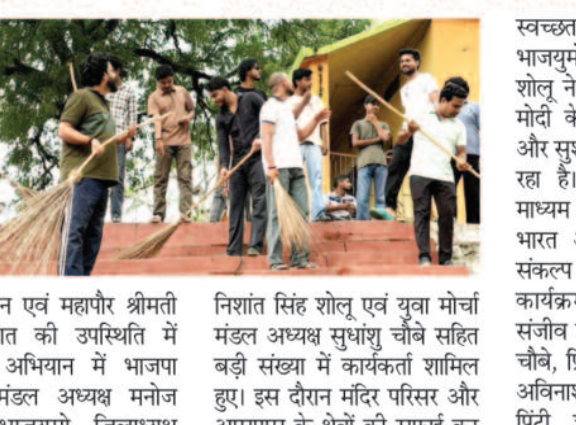 न एवं महापौर श्रीमती
त की उपस्थिति में
अभियान में भाजपा
मंडल अध्यक्ष मनोज
निशांत सिंह शोलू एवं युवा मोर्चा
मंडल अध्यक्ष सुधांशु चौबे सहित
बड़ी संख्या में कार्यकर्ता शामिल
हुए। इस दौरान मंदिर परिसर और
स्वच्छत
भाजयुमो
शोलू ने
मोदी के
और सुश
रहा है।
माध्यम
भारत
संकल्प
कार्यक्रम
संजीव
चौबे,
अविनाश